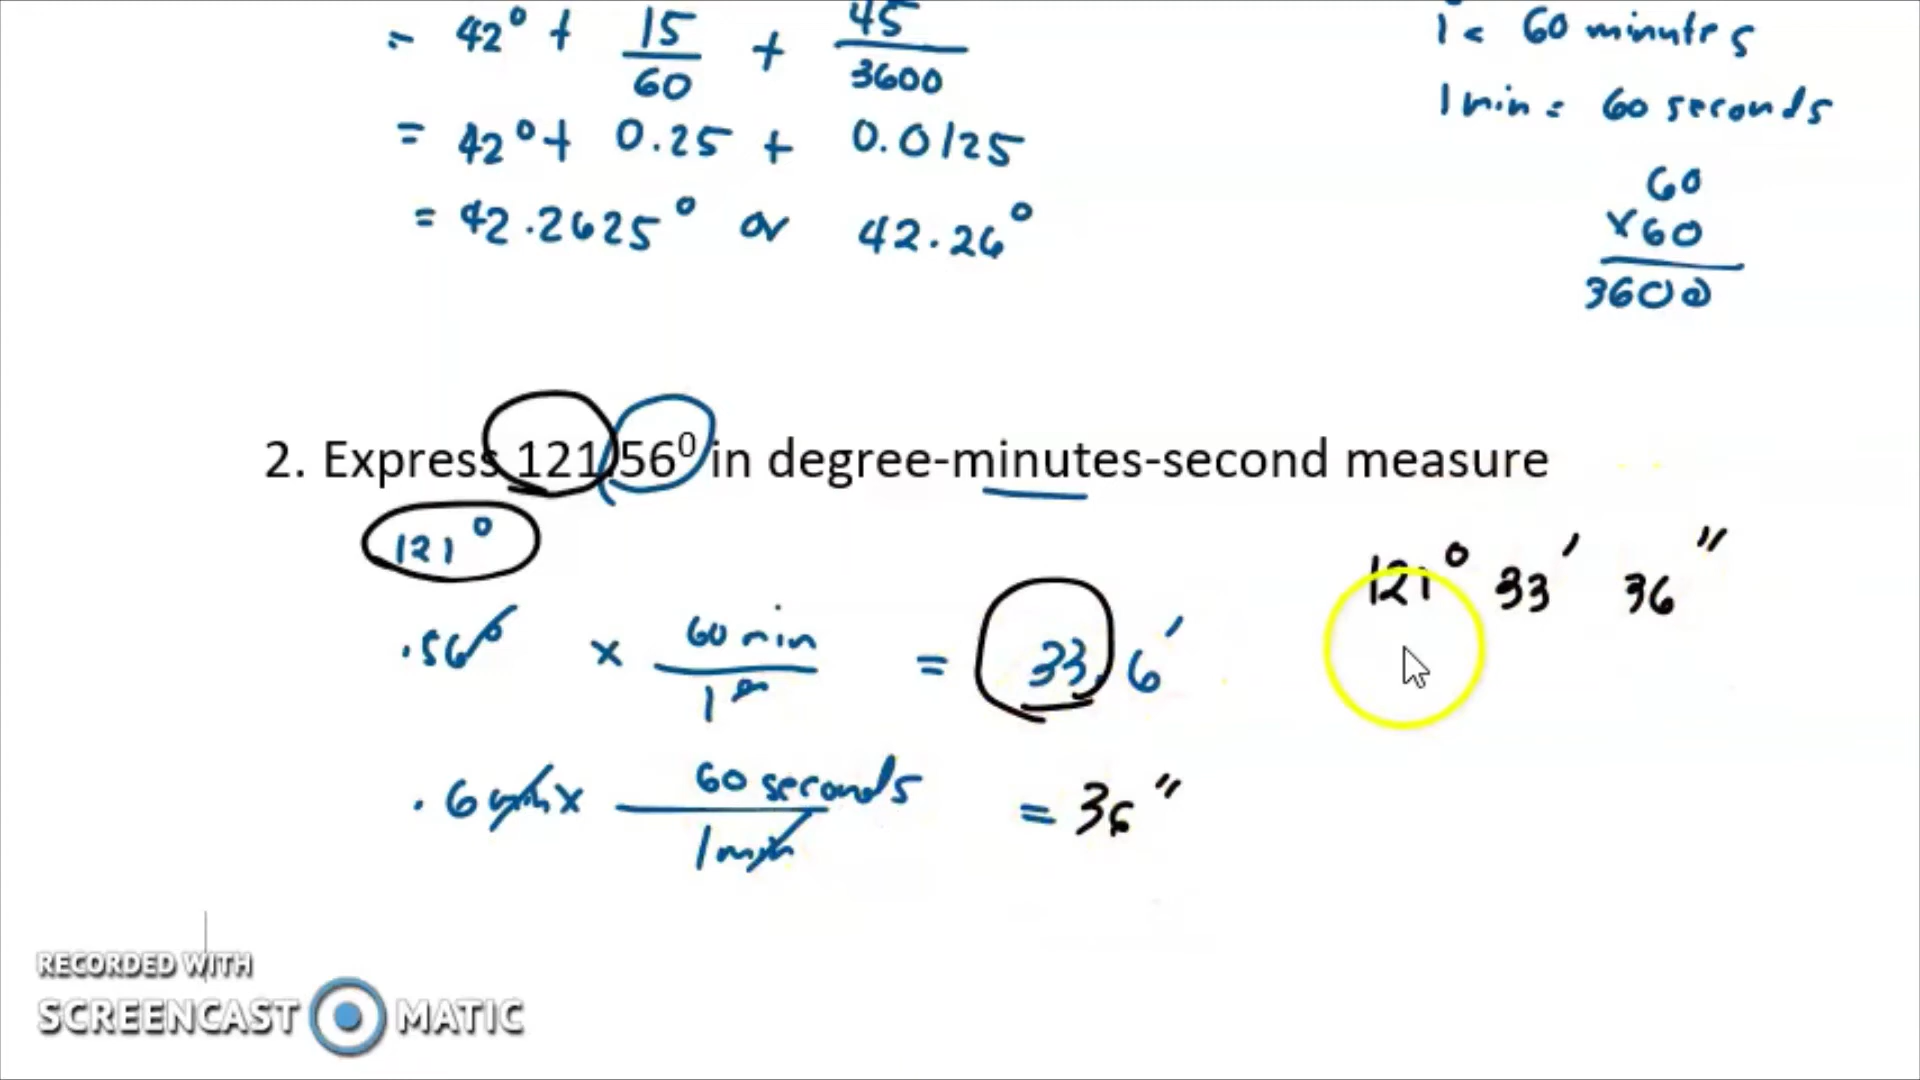 = 42° + 15/60 + 45/3600
= 42° + 0.25 + 0.0125
= 42.2625° or 42.26°
1 = 60 minutes
1 min = 60 seconds
60
x 60
3600
2. Express 121.56⁰ in degree-minutes-second measure
121°
.56° x 60 min / 1° = 33.6′
.6 min x 60 seconds / 1 min = 36″
121° 33′ 36″
RECORDED WITH
SCREENCAST MATIC